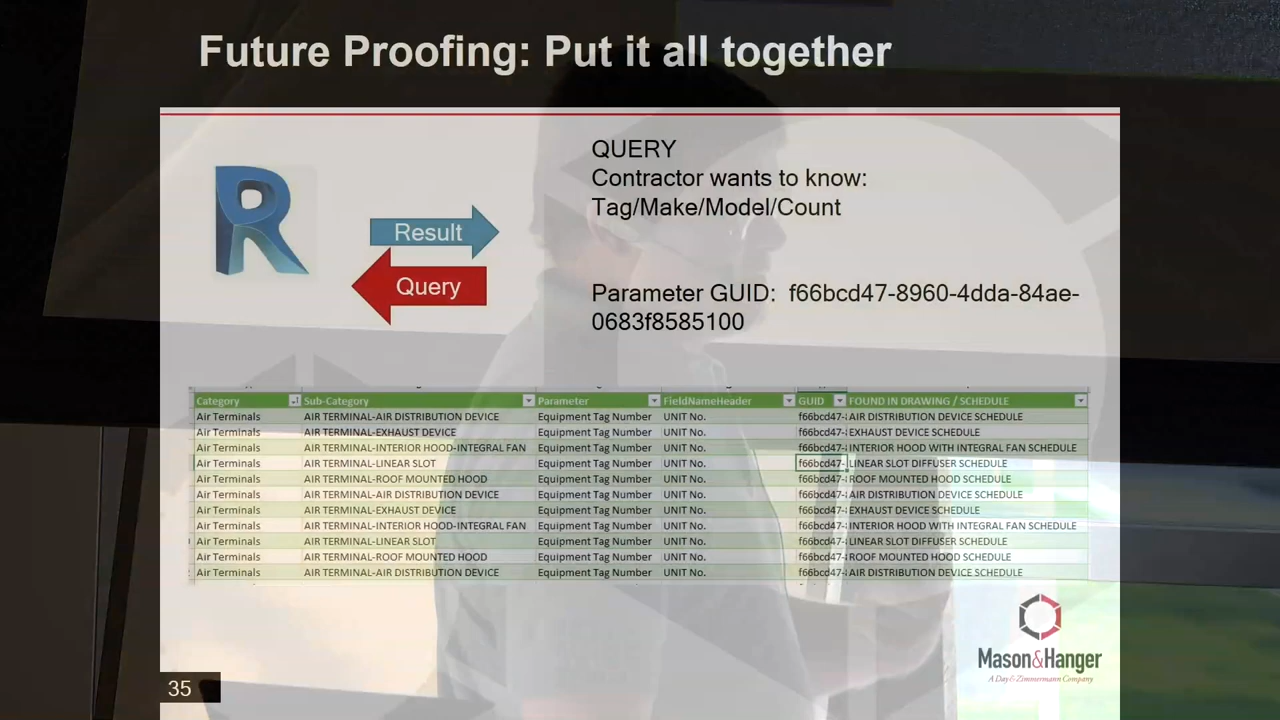 Future Proofing: Put it all together
QUERY
Contractor wants to know:
Tag/Make/Model/Count
Result
Query
Parameter GUID: f66bcd47-8960-4dda-84ae-
0683f8585100
Category Sub-Category Parameter FieldNameHeader GUID FOUND IN DRAWING / SCHEDULE
Air Terminals AIR TERMINAL-AIR DISTRIBUTION DEVICE Equipment Tag Number UNIT No. f66bcd47- AIR DISTRIBUTION DEVICE SCHEDULE
Air Terminals AIR TERMINAL-EXHAUST DEVICE Equipment Tag Number UNIT No. f66bcd47- EXHAUST DEVICE SCHEDULE
Air Terminals AIR TERMINAL-INTERIOR HOOD-INTEGRAL FAN Equipment Tag Number UNIT No. f66bcd47- INTERIOR HOOD WITH INTEGRAL FAN SCHEDULE
Air Terminals AIR TERMINAL-LINEAR SLOT Equipment Tag Number UNIT No. f66bcd47- LINEAR SLOT DIFFUSER SCHEDULE
Air Terminals AIR TERMINAL-ROOF MOUNTED HOOD Equipment Tag Number UNIT No. f66bcd47- ROOF MOUNTED HOOD SCHEDULE
Air Terminals AIR TERMINAL-AIR DISTRIBUTION DEVICE Equipment Tag Number UNIT No. f66bcd47- AIR DISTRIBUTION DEVICE SCHEDULE
Air Terminals AIR TERMINAL-EXHAUST DEVICE Equipment Tag Number UNIT No. f66bcd47- EXHAUST DEVICE SCHEDULE
Air Terminals AIR TERMINAL-INTERIOR HOOD-INTEGRAL FAN Equipment Tag Number UNIT No. f66bcd47- INTERIOR HOOD WITH INTEGRAL FAN SCHEDULE
Air Terminals AIR TERMINAL-LINEAR SLOT Equipment Tag Number UNIT No. f66bcd47- LINEAR SLOT DIFFUSER SCHEDULE
Air Terminals AIR TERMINAL-ROOF MOUNTED HOOD Equipment Tag Number UNIT No. f66bcd47- ROOF MOUNTED HOOD SCHEDULE
Air Terminals AIR TERMINAL-AIR DISTRIBUTION DEVICE Equipment Tag Number UNIT No. f66bcd47- AIR DISTRIBUTION DEVICE SCHEDULE
Mason&Hanger
A Day & Zimmermann Company
35